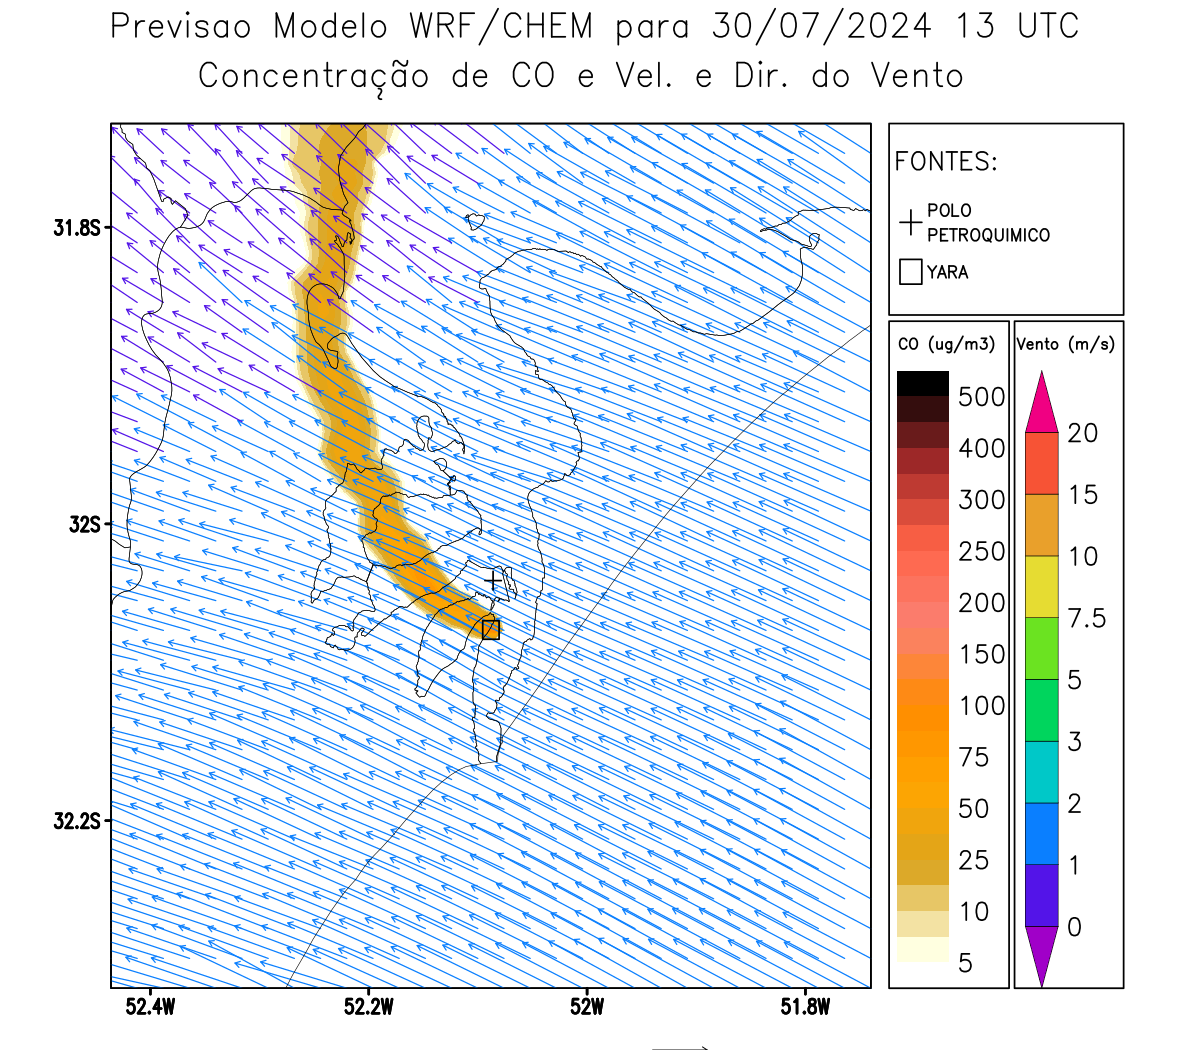 Previsao Modelo WRF/CHEM para 30/07/2024 13 UTC
Concentração de CO e Vel. e Dir. do Vento
FONTES:
POLO
PETROQUIMICO
YARA
CO (ug/m3)
500
400
300
250
200
150
100
75
50
25
10
5
Vento (m/s)
20
15
10
7.5
5
3
2
1
0
31.8S
32S
32.2S
52.4W
52.2W
52W
51.8W